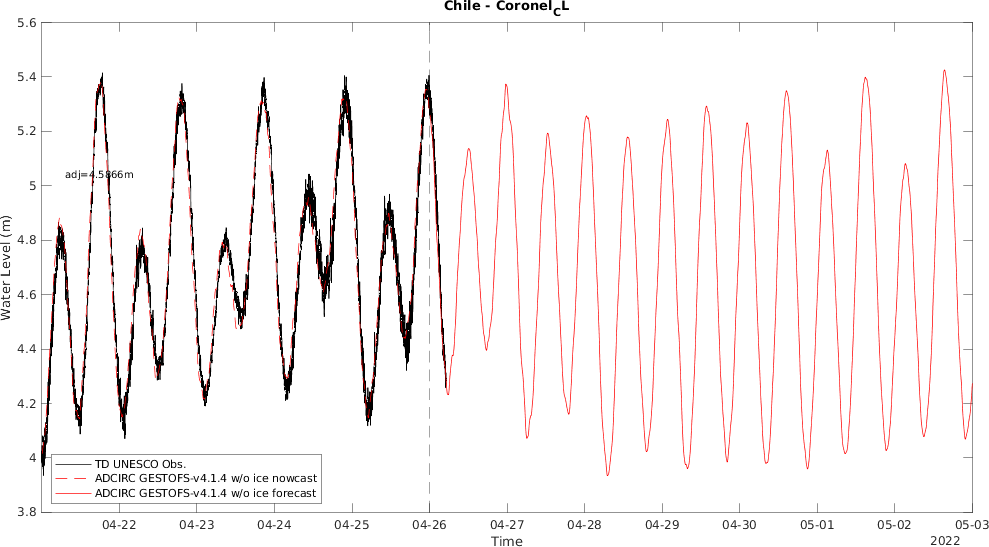 Chile - Coronel_CL
5.6
5.4
5.2
5
4.8
4.6
4.4
4.2
4
3.8
Water Level (m)
adj=4.5866m
TD UNESCO Obs.
ADCIRC GESTOFS-v4.1.4 w/o ice nowcast
ADCIRC GESTOFS-v4.1.4 w/o ice forecast
04-22 04-23 04-24 04-25 04-26 04-27 04-28 04-29 04-30 05-01 05-02 05-03
Time
2022